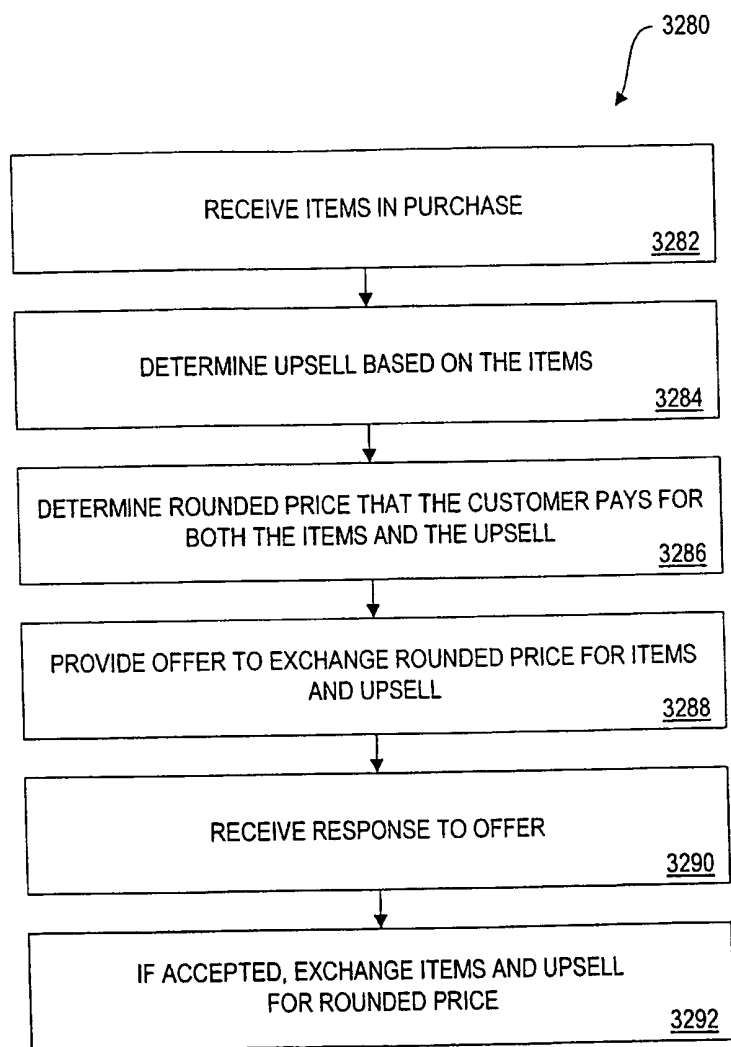 3280
RECEIVE ITEMS IN PURCHASE
3282
DETERMINE UPSELL BASED ON THE ITEMS
3284
DETERMINE ROUNDED PRICE THAT THE CUSTOMER PAYS FOR
BOTH THE ITEMS AND THE UPSELL
3286
PROVIDE OFFER TO EXCHANGE ROUNDED PRICE FOR ITEMS
AND UPSELL
3288
RECEIVE RESPONSE TO OFFER
3290
IF ACCEPTED, EXCHANGE ITEMS AND UPSELL
FOR ROUNDED PRICE
3292